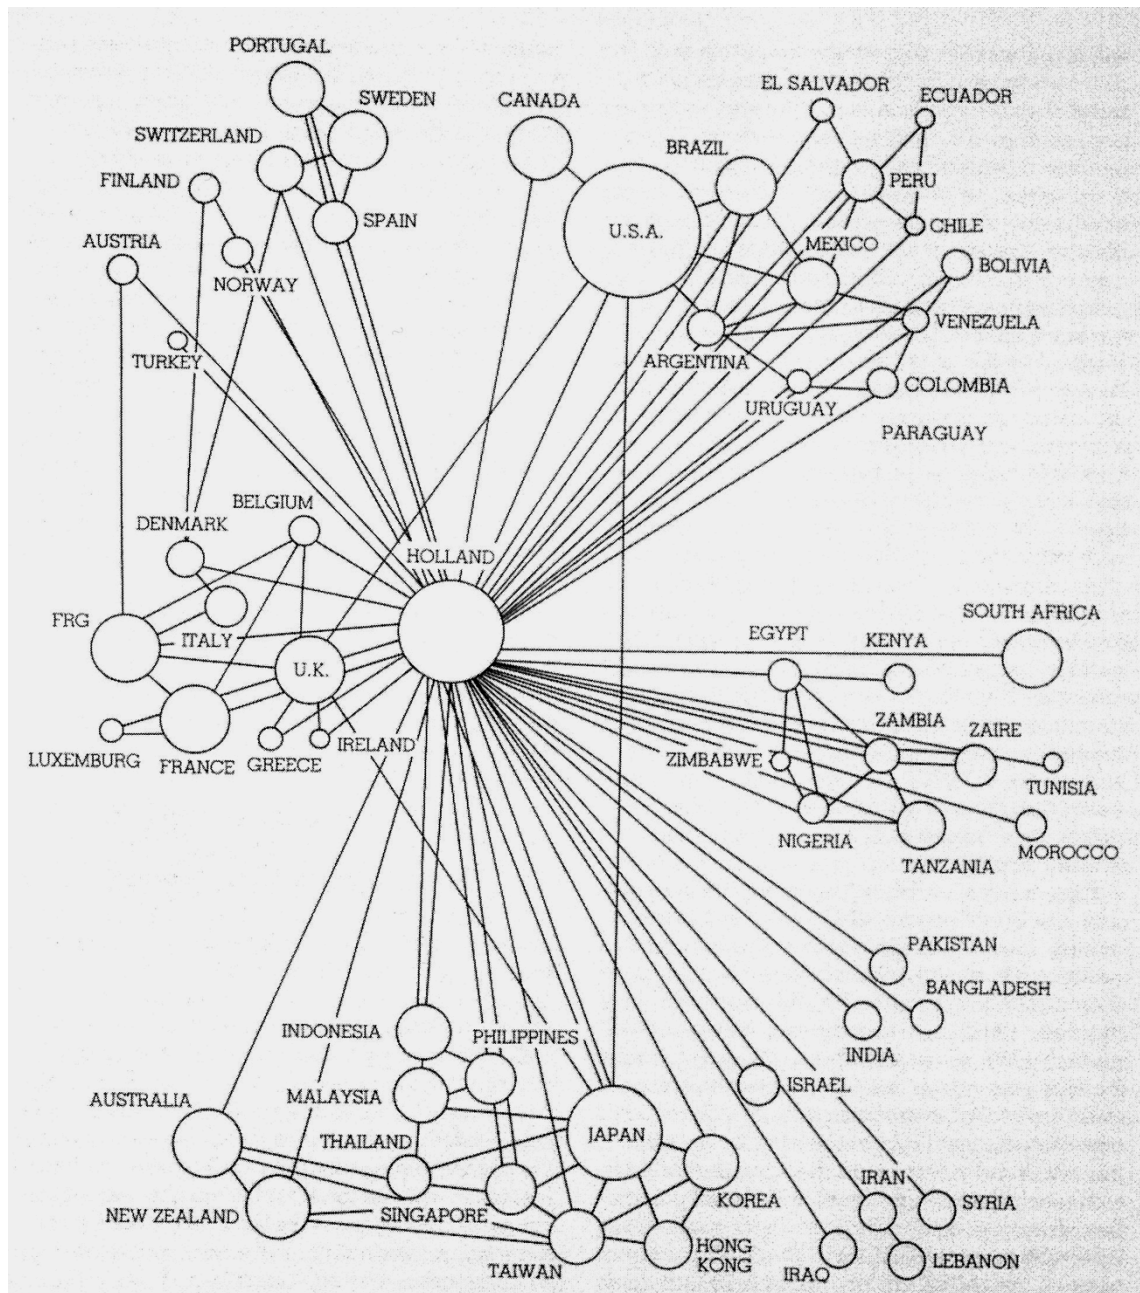 PORTUGAL
SWEDEN
SWITZERLAND
FINLAND
SPAIN
AUSTRIA
NORWAY
TURKEY
CANADA
U.S.A.
EL SALVADOR
ECUADOR
BRAZIL
PERU
CHILE
MEXICO
BOLIVIA
VENEZUELA
ARGENTINA
COLOMBIA
URUGUAY
PARAGUAY
BELGIUM
DENMARK
HOLLAND
FRG
ITALY
U.K.
LUXEMBURG
FRANCE
GREECE
IRELAND
SOUTH AFRICA
EGYPT
KENYA
ZAMBIA
ZAIRE
ZIMBABWE
TUNISIA
NIGERIA
TANZANIA
MOROCCO
PAKISTAN
BANGLADESH
INDIA
ISRAEL
INDONESIA
PHILIPPINES
MALAYSIA
AUSTRALIA
THAILAND
JAPAN
NEW ZEALAND
SINGAPORE
KOREA
TAIWAN
HONG
KONG
IRAN
SYRIA
IRAQ
LEBANON